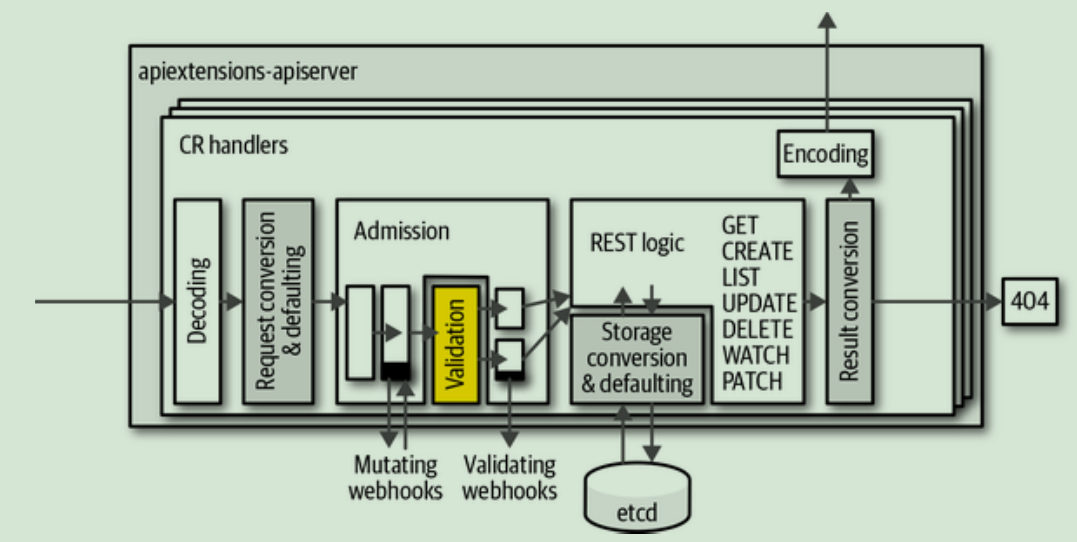 apiextensions-apiserver
CR handlers
Encoding
Decoding
Request conversion
& defaulting
Admission
Validation
REST logic
GET
CREATE
LIST
UPDATE
DELETE
WATCH
PATCH
Storage
conversion
& defaulting
Result conversion
404
Mutating
webhooks
Validating
webhooks
etcd